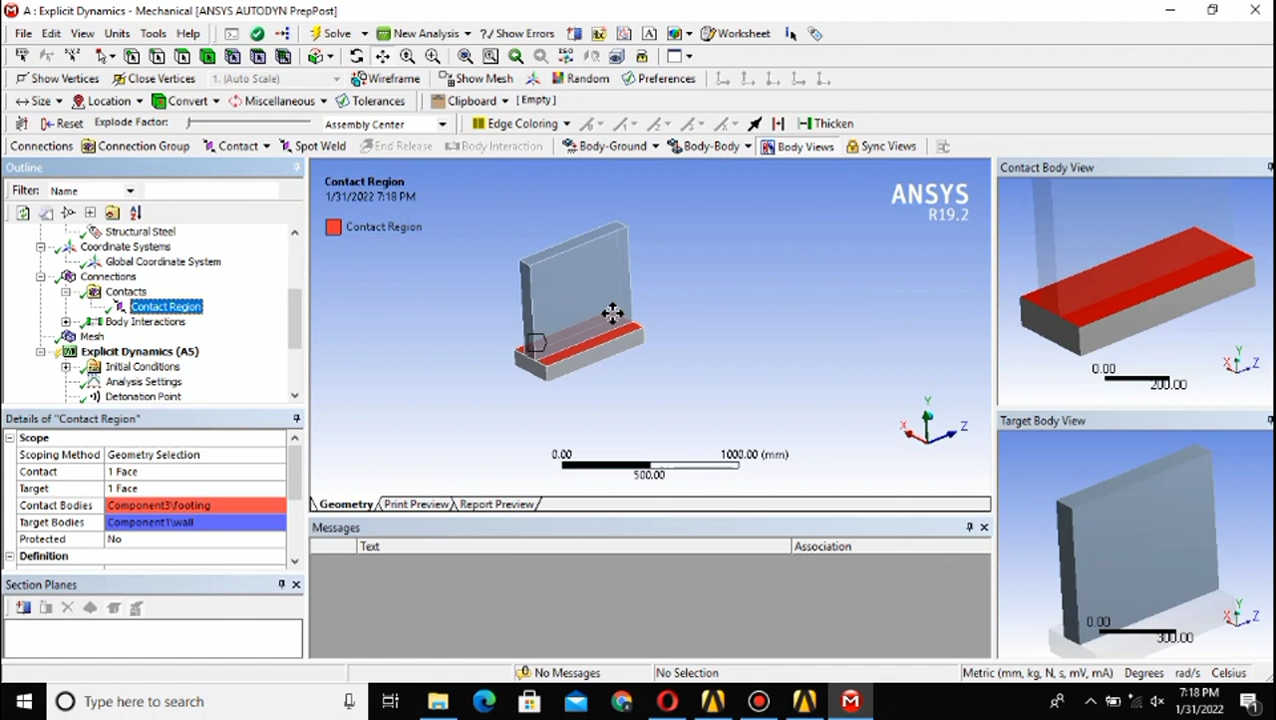 A : Explicit Dynamics - Mechanical [ANSYS AUTODYN PrepPost]
File Edit View Units Tools Help Solve New Analysis ?/ Show Errors A Worksheet i
ISO
Show Vertices Close Vertices 1. (Auto Scale) Wireframe Show Mesh Random Preferences
Size Location Convert Miscellaneous Tolerances Clipboard [Empty]
Reset Explode Factor: Assembly Center Edge Coloring Thicken
Connections Connection Group Contact Spot Weld End Release Body Interaction Body-Ground Body-Body Body Views Sync Views
Outline
Filter: Name
Structural Steel
Coordinate Systems
Global Coordinate System
Connections
Contacts
Contact Region
Body Interactions
Mesh
Explicit Dynamics (A5)
Initial Conditions
Analysis Settings
Detonation Point
Details of "Contact Region"
Scope
Scoping Method Geometry Selection
Contact 1 Face
Target 1 Face
Contact Bodies Component3\footing
Target Bodies Component1\wall
Protected No
Definition
Section Planes
Contact Region
1/31/2022 7:18 PM
Contact Region
ANSYS
R19.2
Y
X Z
0.00 1000.00 (mm)
500.00
Geometry Print Preview Report Preview
Messages
Text Association
Contact Body View
0.00
200.00
Y
X Z
Target Body View
0.00
300.00
Y
X Z
No Messages No Selection Metric (mm, kg, N, s, mV, mA) Degrees rad/s Celsius
Type here to search
7:18 PM
1/31/2022
1